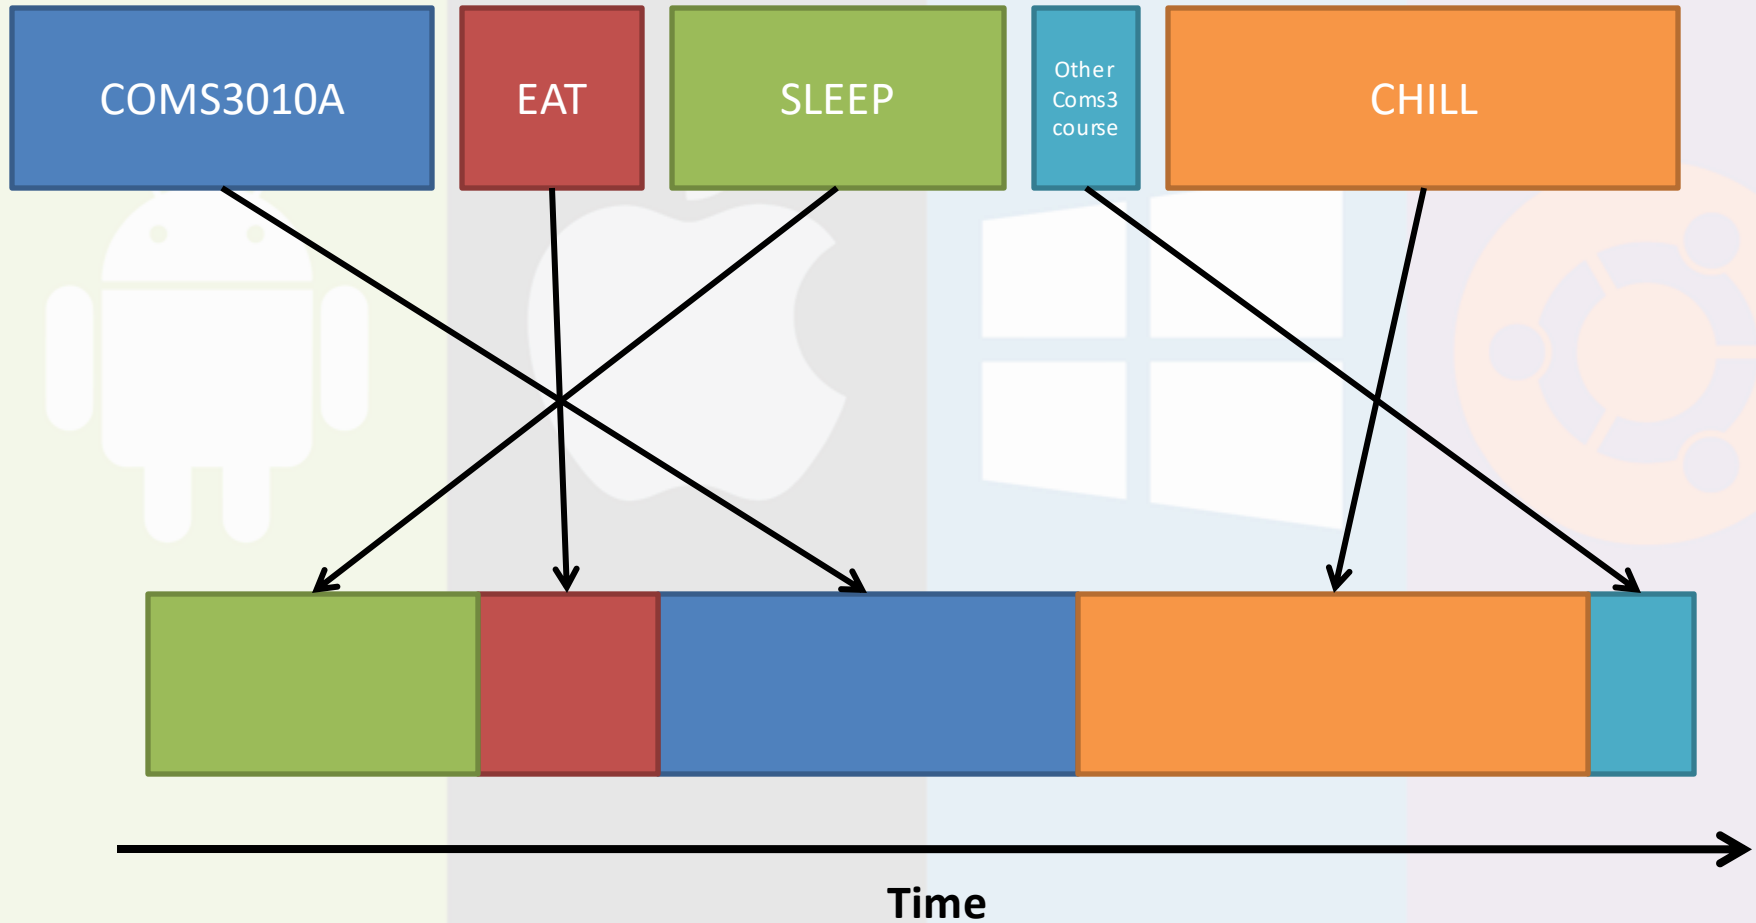 COMS3010A
EAT
SLEEP
Other
Coms3
course
CHILL
Time